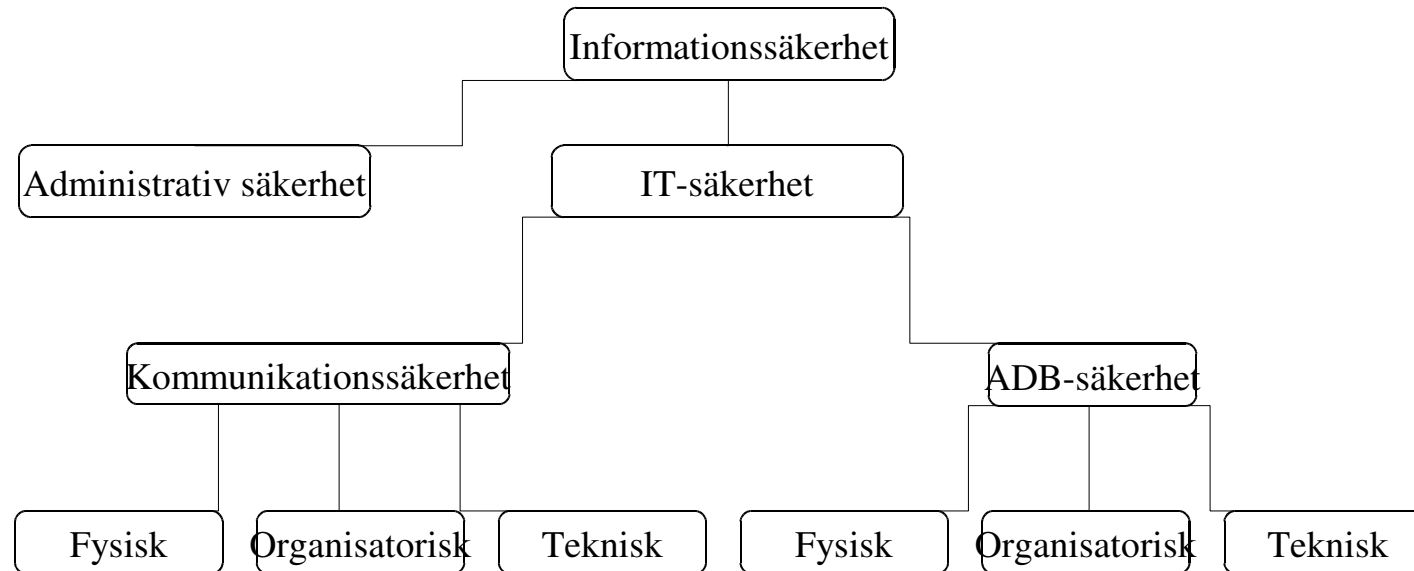 Informationssäkerhet
Administrativ säkerhet
IT-säkerhet
Kommunikationssäkerhet
ADB-säkerhet
Fysisk
Organisatorisk
Teknisk
Fysisk
Organisatorisk
Teknisk